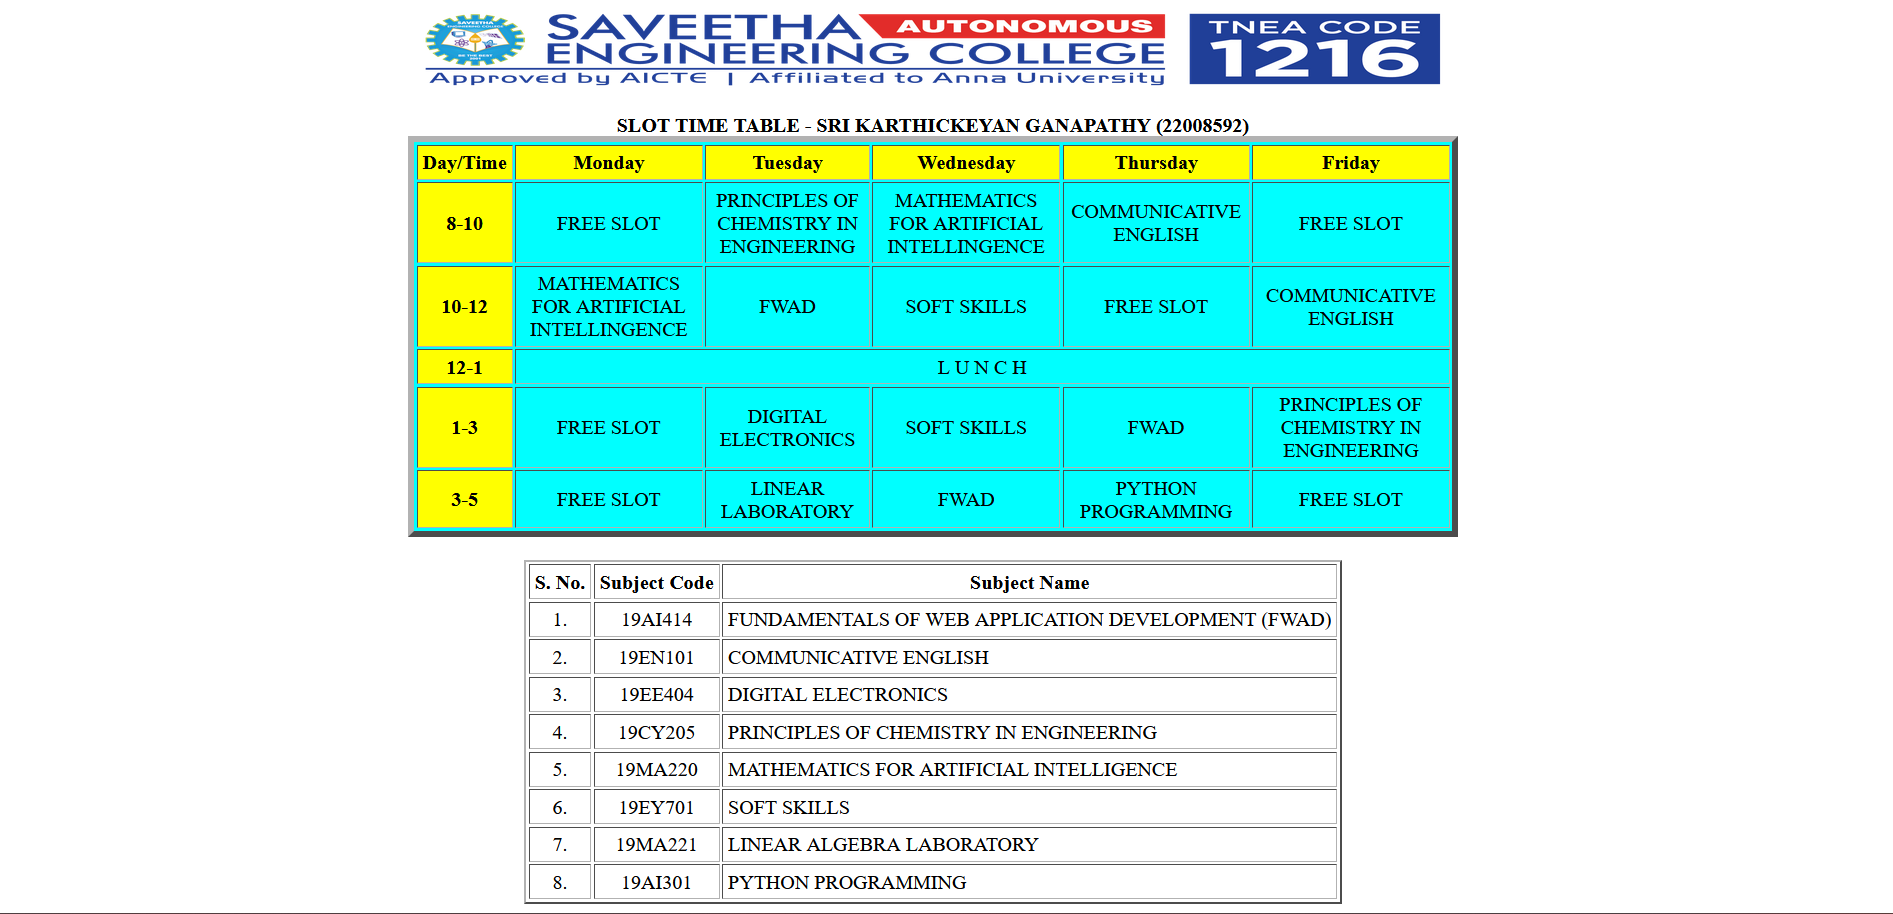 SAVEETHA AUTONOMOUS
ENGINEERING COLLEGE
Approved by AICTE | Affiliated to Anna University
TNEA CODE
1216
SLOT TIME TABLE - SRI KARTHICKEYAN GANAPATHY (22008592)
Day/Time Monday Tuesday Wednesday Thursday Friday
8-10
FREE SLOT
PRINCIPLES OF
CHEMISTRY IN
ENGINEERING
MATHEMATICS
FOR ARTIFICIAL
INTELLINGENCE
COMMUNICATIVE
ENGLISH
FREE SLOT
10-12
MATHEMATICS
FOR ARTIFICIAL
INTELLINGENCE
FWAD
SOFT SKILLS
FREE SLOT
COMMUNICATIVE
ENGLISH
12-1
L U N C H
1-3
FREE SLOT
DIGITAL
ELECTRONICS
SOFT SKILLS
FWAD
PRINCIPLES OF
CHEMISTRY IN
ENGINEERING
3-5
FREE SLOT
LINEAR
LABORATORY
FWAD
PYTHON
PROGRAMMING
FREE SLOT
S. No. Subject Code Subject Name
1. 19AI414 FUNDAMENTALS OF WEB APPLICATION DEVELOPMENT (FWAD)
2. 19EN101 COMMUNICATIVE ENGLISH
3. 19EE404 DIGITAL ELECTRONICS
4. 19CY205 PRINCIPLES OF CHEMISTRY IN ENGINEERING
5. 19MA220 MATHEMATICS FOR ARTIFICIAL INTELLIGENCE
6. 19EY701 SOFT SKILLS
7. 19MA221 LINEAR ALGEBRA LABORATORY
8. 19AI301 PYTHON PROGRAMMING